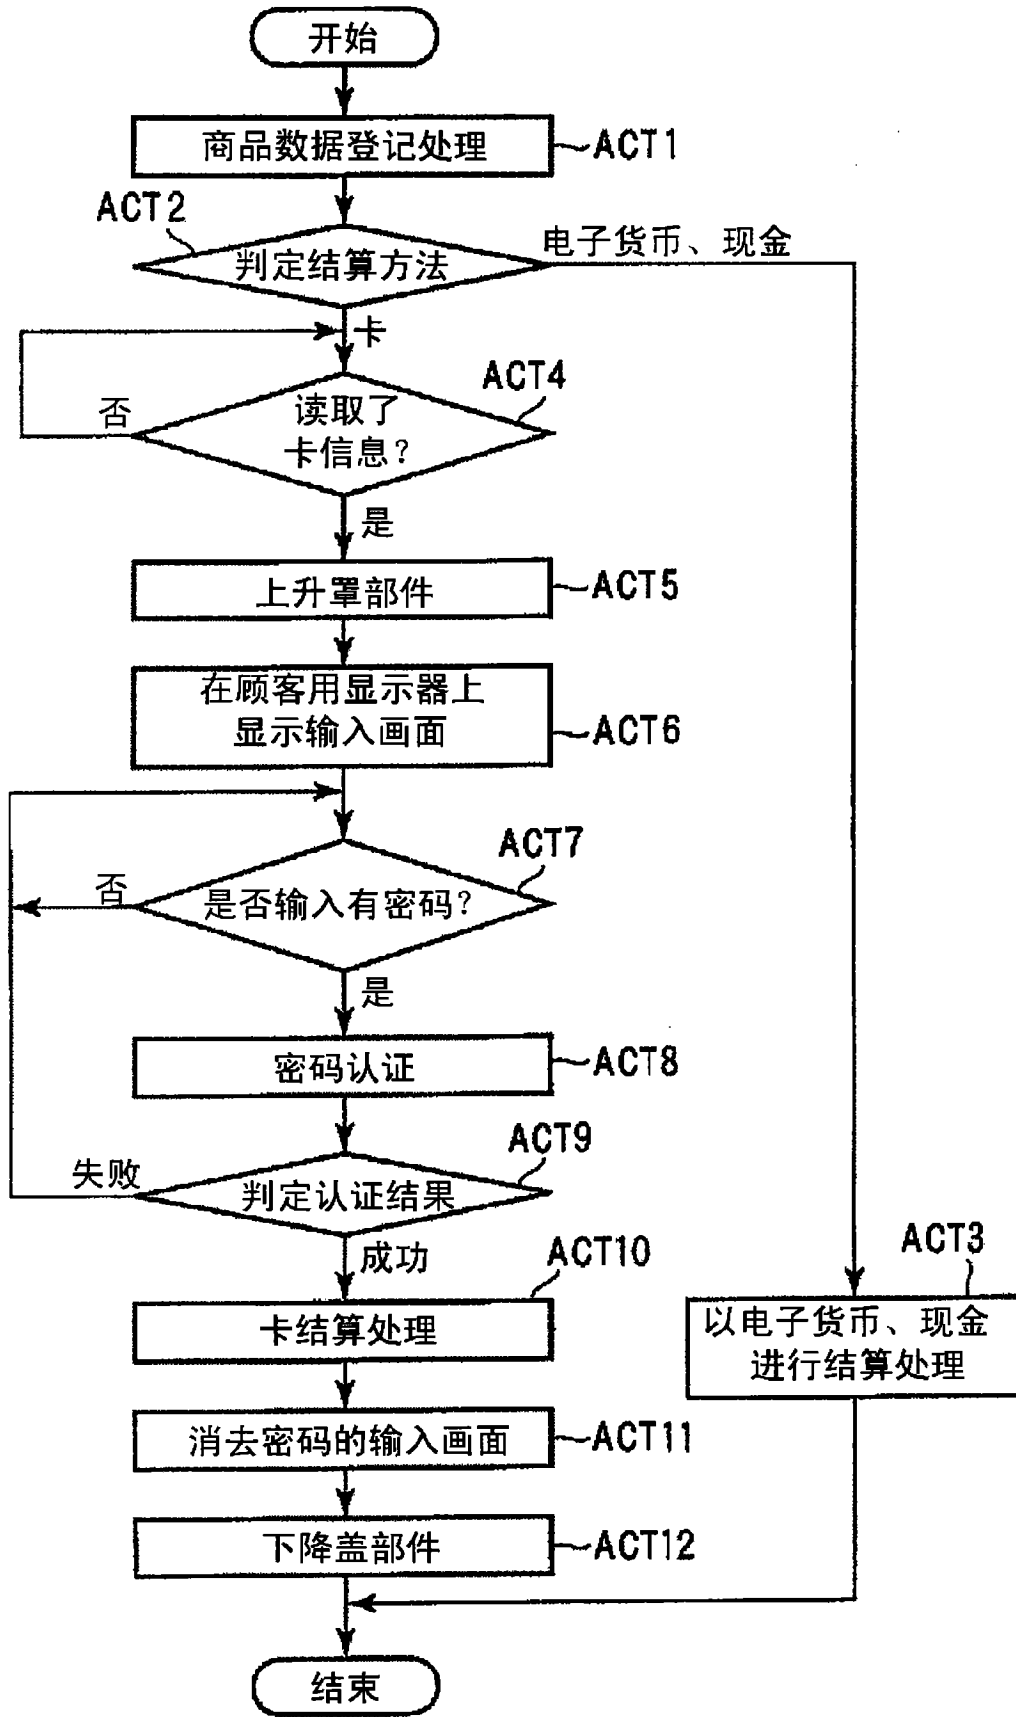 开始
商品数据登记处理
ACT1
ACT2
判定结算方法
电子货币、现金
卡
ACT4
读取了
卡信息?
否
是
上升罩部件
ACT5
在顾客用显示器上
显示输入画面
ACT6
ACT7
是否输入有密码?
否
是
密码认证
ACT8
ACT9
失败
判定认证结果
成功
ACT10
卡结算处理
ACT3
以电子货币、现金
进行结算处理
消去密码的输入画面
ACT11
下降盖部件
ACT12
结束